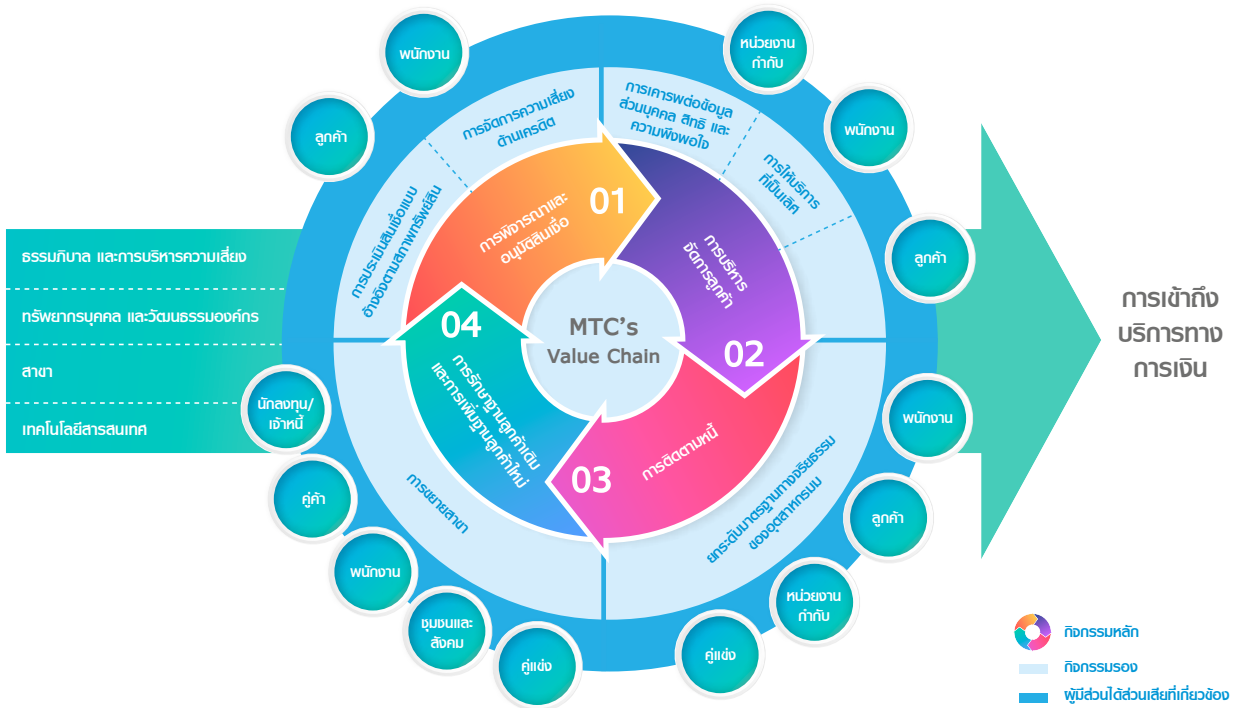 ธรรมภิบาล และการบริหารความเสี่ยง
ทรัพยากรบุคคล และวัฒนธรรมองค์กร
สาขา
เทคโนโลยีสารสนเทศ
MTC's
Value Chain
01
การพิจารณาและ
อนุมัติสินเชื่อ
02
การบริหาร
จัดการลูกค้า
03
การติดตามหนี้
04
การรักษาฐานลูกค้าเดิม
และการเพิ่มฐานลูกค้าใหม่
การประเมินสินเชื่อแบบ
อ้างอิงตามสภาพทรัพย์สิน
การจัดการความเสี่ยง
ด้านเครดิต
การเคารพต่อข้อมูล
ส่วนบุคคล สิทธิ และ
ความพึงพอใจ
การให้บริการ
ที่เป็นเลิศ
ยกระดับมาตรฐานทางจริยธรรม
ของอุตสาหกรมม
การขยายสาขา
ลูกค้า
พนักงาน
หน่วยงาน
กำกับ
พนักงาน
ลูกค้า
พนักงาน
ลูกค้า
หน่วยงาน
กำกับ
คู่แข่ง
คู่แข่ง
ชุมชนและ
สังคม
พนักงาน
คู่ค้า
นักลงทุน/
เจ้าหนี้
การเข้าถึง
บริการทาง
การเงิน
กิจกรรมหลัก
กิจกรรมรอง
ผู้มีส่วนได้ส่วนเสียที่เกี่ยวข้อง